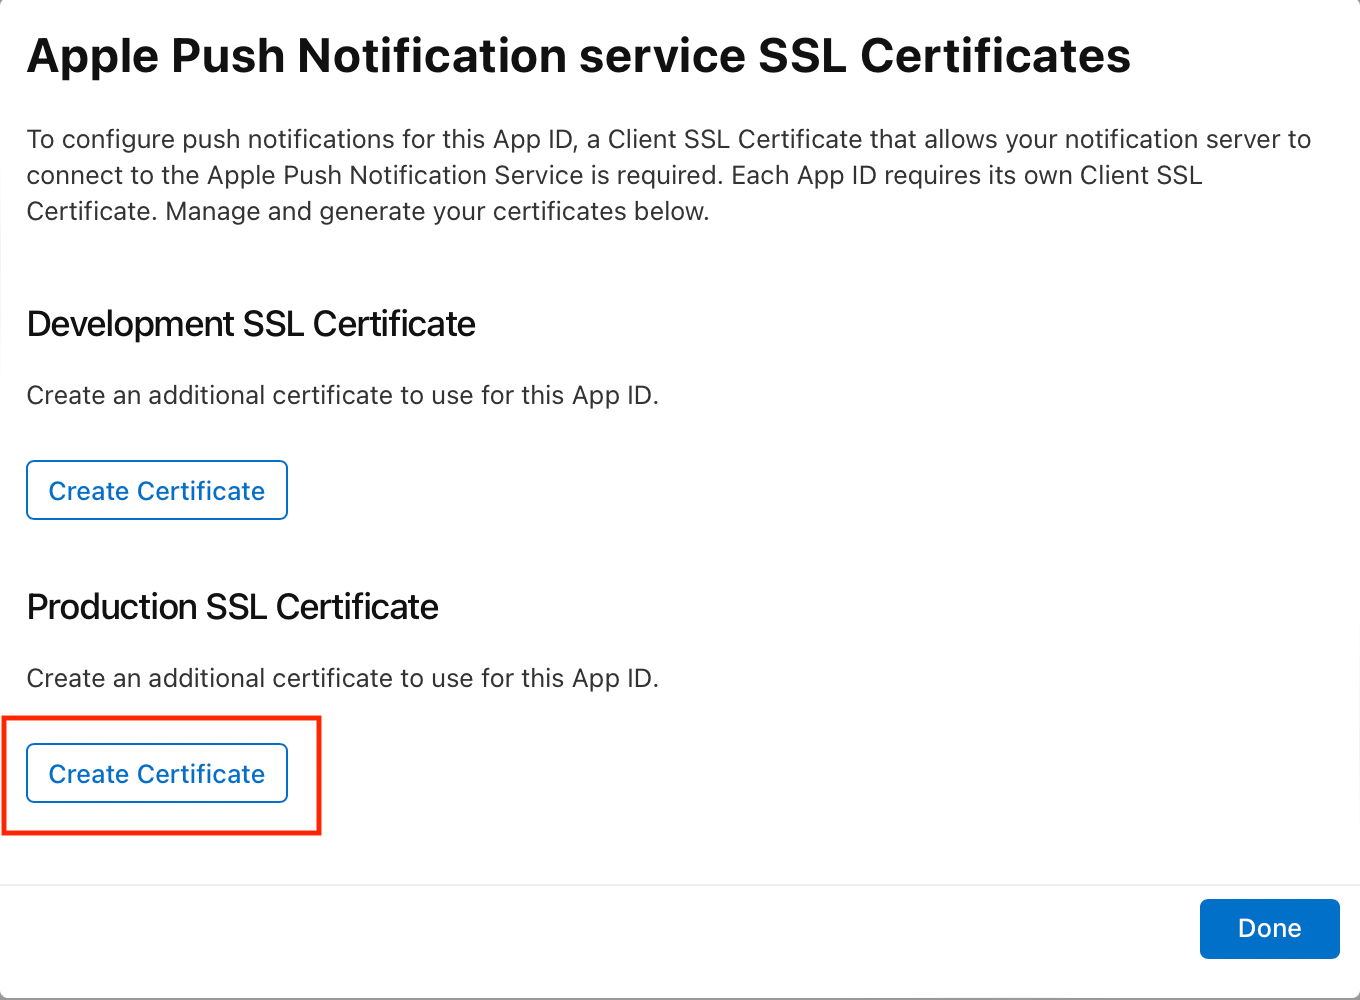 Apple Push Notification service SSL Certificates
To configure push notifications for this App ID, a Client SSL Certificate that allows your notification server to
connect to the Apple Push Notification Service is required. Each App ID requires its own Client SSL
Certificate. Manage and generate your certificates below.
Development SSL Certificate
Create an additional certificate to use for this App ID.
Create Certificate
Production SSL Certificate
Create an additional certificate to use for this App ID.
Create Certificate
Done